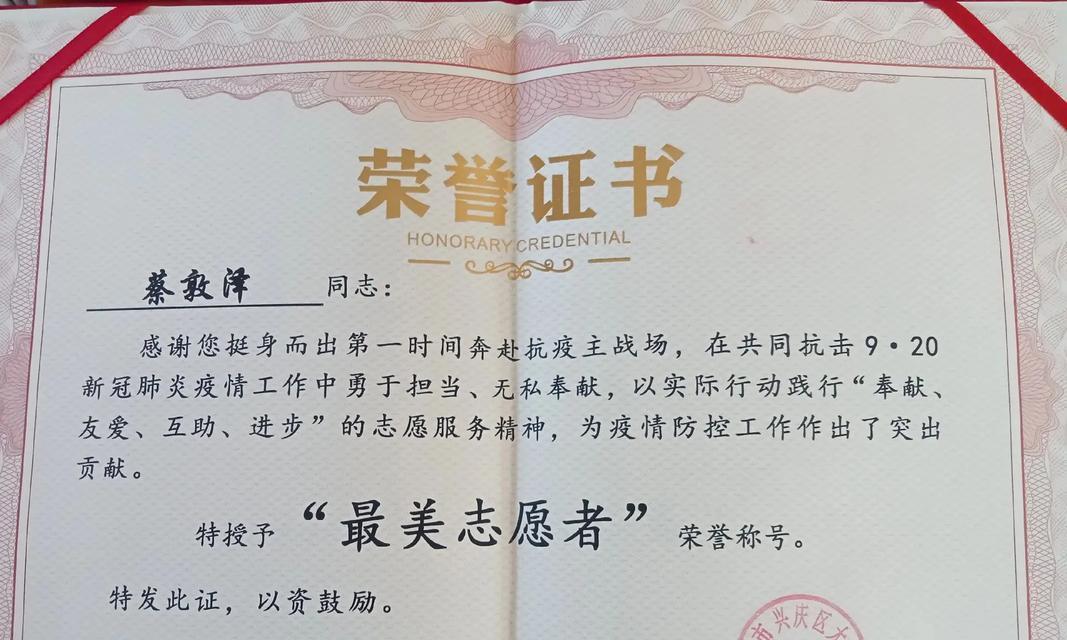 荣誉证书
HONORARY CREDENTIAL
蔡敦泽 同志：
感谢您挺身而出第一时间奔赴抗疫主战场，在共同抗击9·20
新冠肺炎疫情工作中勇于担当、无私奉献，以实际行动践行“奉献、
友爱、互助、进步”的志愿服务精神，为疫情防控工作作出了突出
贡献。
特授予 “最美志愿者” 荣誉称号。
特发此证，以资鼓励。
市兴庆区